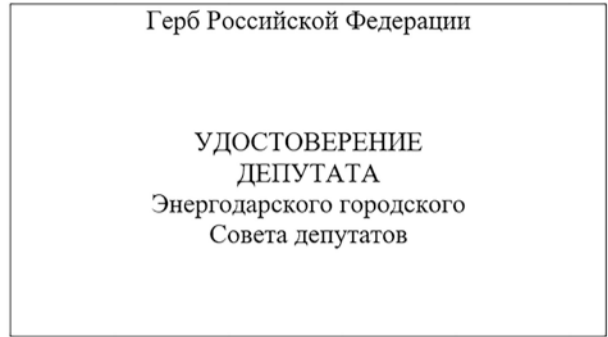 Герб Российской Федерации
УДОСТОВЕРЕНИЕ
ДЕПУТАТА
Энергодарского городского
Совета депутатов